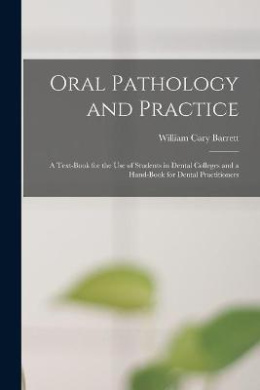 ORAL PATHOLOGY
AND PRACTICE
William Cary Barrett
A Text-Book for the Use of Students in Dental Colleges and a
Hand-Book for Dental Practitioners